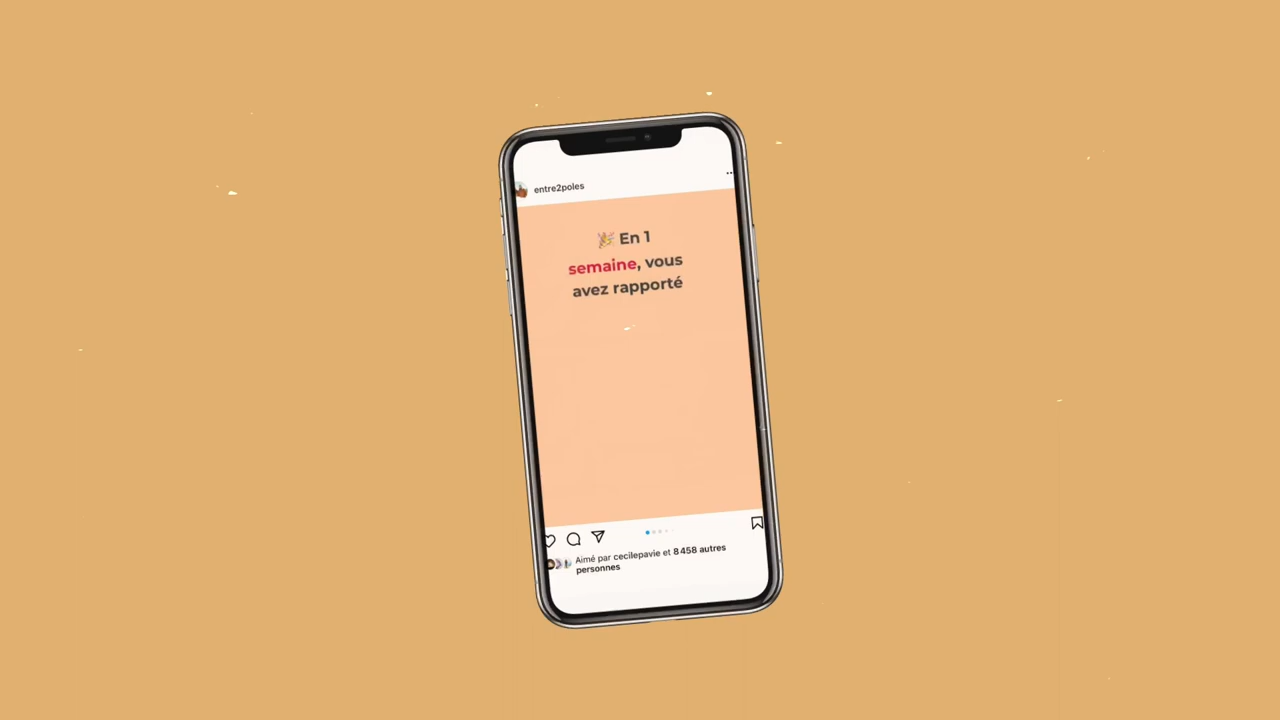 entre2poles
🎉 En 1
semaine, vous
avez rapporté
Aimé par cecilepavie et 8 458 autres
personnes